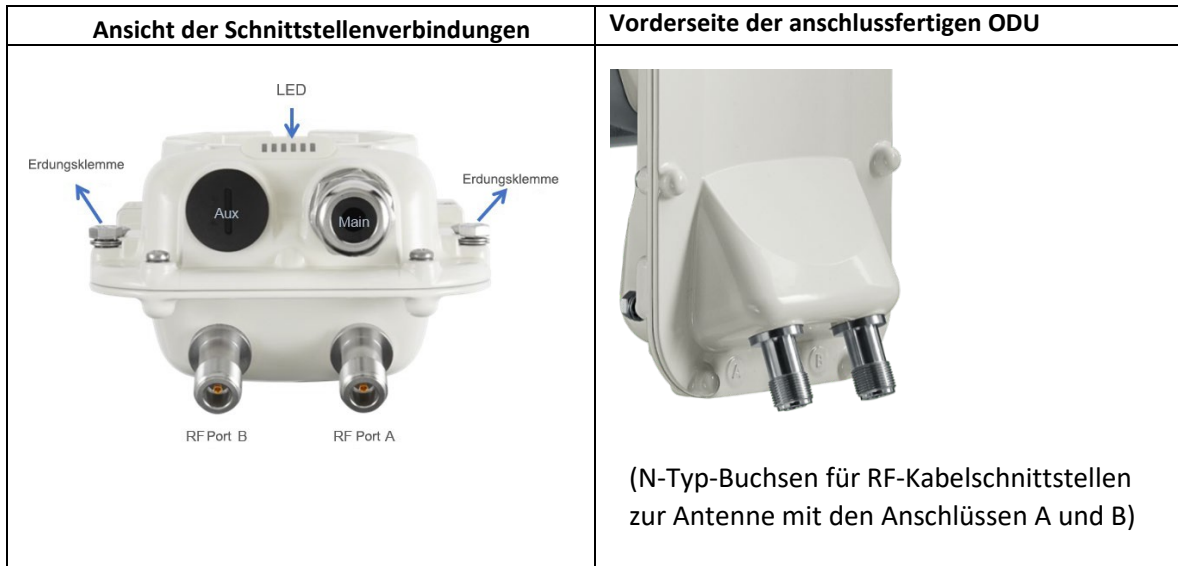 Ansicht der Schnittstellenverbindungen
Vorderseite der anschlussfertigen ODU
LED
Erdungsklemme
Erdungsklemme
Aux
Main
RF Port B
RF Port A
A
B
(N-Typ-Buchsen für RF-Kabelschnittstellen
zur Antenne mit den Anschlüssen A und B)